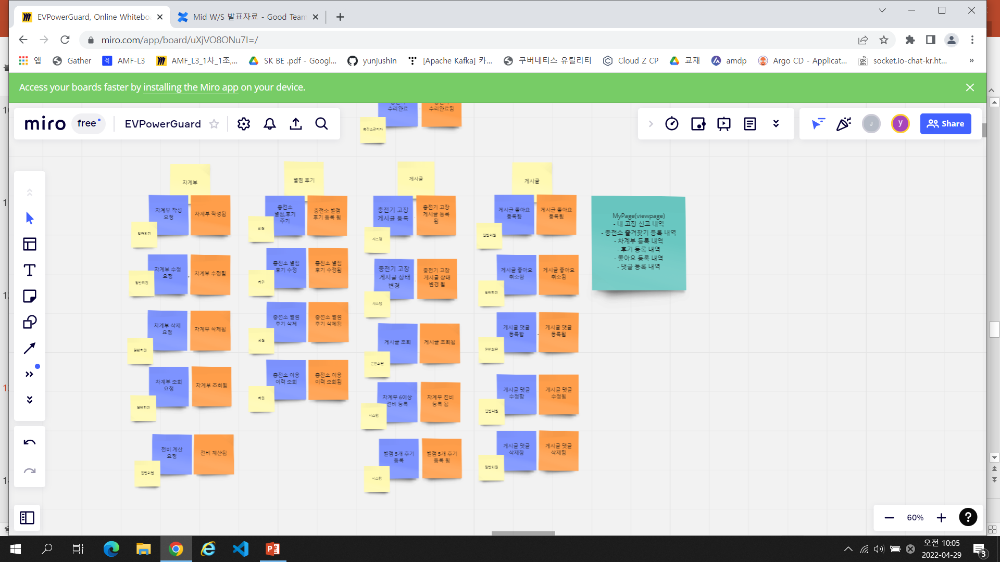 EVPowerGuard, Online Whitebo
Mid W/S 발표자료 - Good Team
miro.com/app/board/uXjVO8ONu7I=/
앱
Gather
AMF-L3
AMF_L3_1차_1조,...
SK BE .pdf - Googl...
yunjushin
[Apache Kafka] 카...
쿠버네티스 유틸리티
Cloud Z CP
교재
amdp
Argo CD - Applicat...
socket.io-chat-kr.ht...
Access your boards faster by installing the Miro app on your device.
miro
free
EVPowerGuard
J
y
Share
수리완료
수리완료됨
충전소관리자
차계부
차계부 작성
요청
차계부 작성됨
일반회원
차계부 수정
요청
차계부 수정됨
일반회원
차계부 삭제
요청
차계부 삭제됨
일반회원
차계부 조회
요청
차계부 조회됨
일반회원
전비 계산
요청
전비 계산됨
일반회원
별점 후기
충전소
별점,후기
주기
충전소 별점
후기 등록 됨
회원
충전소 별점
후기 수정
충전소 별점
후기 수정됨
회원
충전소 별점
후기 삭제
충전소 별점
후기 삭제됨
회원
충전소 이용
이력 조회
충전소 이용
이력 조회됨
회원
게시글
충전기 고장
게시글 등록
충전기 고장
게시글 등록
됨
시스템
충전기 고장
게시글 상태
변경
충전기 고장
게시글 상태
변경 됨
시스템
게시글 조회
게시글 조회됨
일반회원
차계부 6이상
전비 등록
차계부 전비
등록 됨
시스템
별점 5개 후기
등록
별점 5개 후기
등록 됨
시스템
게시글
게시글 좋아요
등록함
게시글 좋아요
등록됨
일반회원
게시글 좋아요
취소함
게시글 좋아요
취소됨
일반회원
게시글 댓글
등록함
게시글 댓글
등록됨
일반회원
게시글 댓글
수정함
게시글 댓글
수정됨
일반회원
게시글 댓글
삭제함
게시글 댓글
삭제됨
일반회원
MyPage(viewpage)
- 내 고장 신고 내역
- 충전소 즐겨찾기 등록 내역
- 차계부 등록 내역
- 후기 등록 내역
- 좋아요 등록 내역
- 댓글 등록 내역
60%
오전 10:05
2022-04-29
3